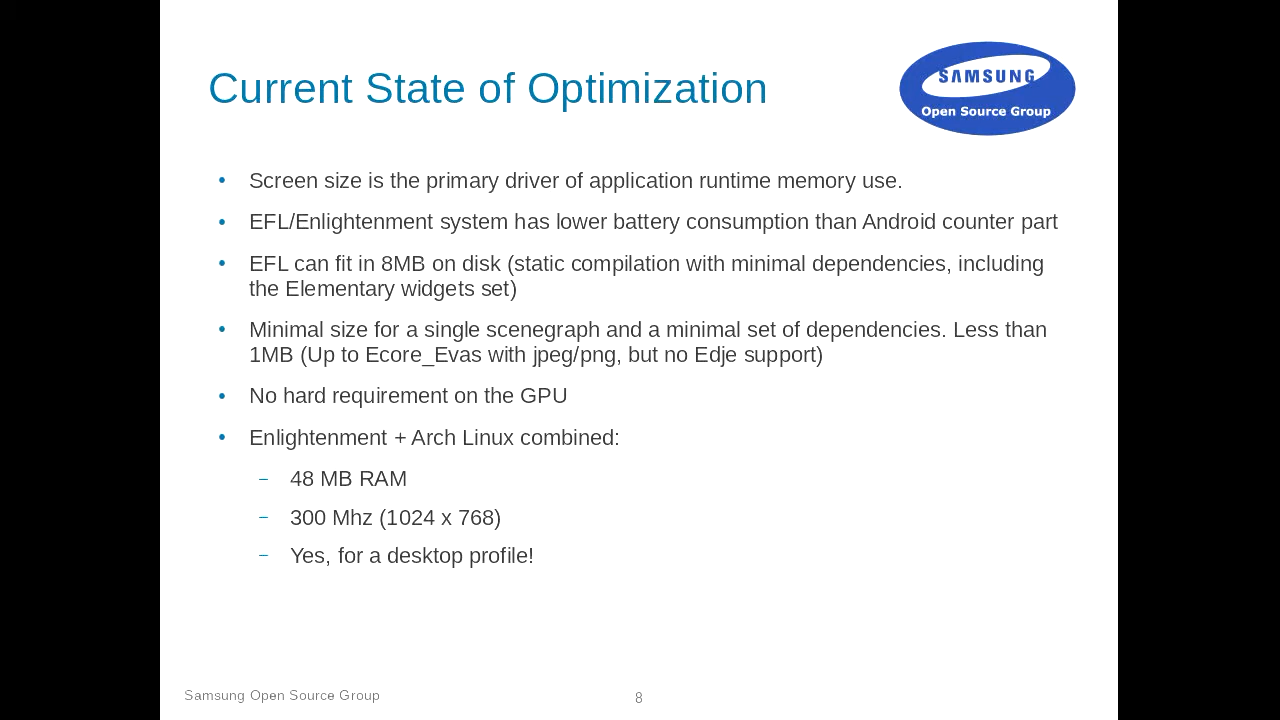 Current State of Optimization
SAMSUNG
Open Source Group
• Screen size is the primary driver of application runtime memory use.
• EFL/Enlightenment system has lower battery consumption than Android counter part
• EFL can fit in 8MB on disk (static compilation with minimal dependencies, including
the Elementary widgets set)
• Minimal size for a single scenegraph and a minimal set of dependencies. Less than
1MB (Up to Ecore_Evas with jpeg/png, but no Edje support)
• No hard requirement on the GPU
• Enlightenment + Arch Linux combined:
– 48 MB RAM
– 300 Mhz (1024 x 768)
– Yes, for a desktop profile!
Samsung Open Source Group
8